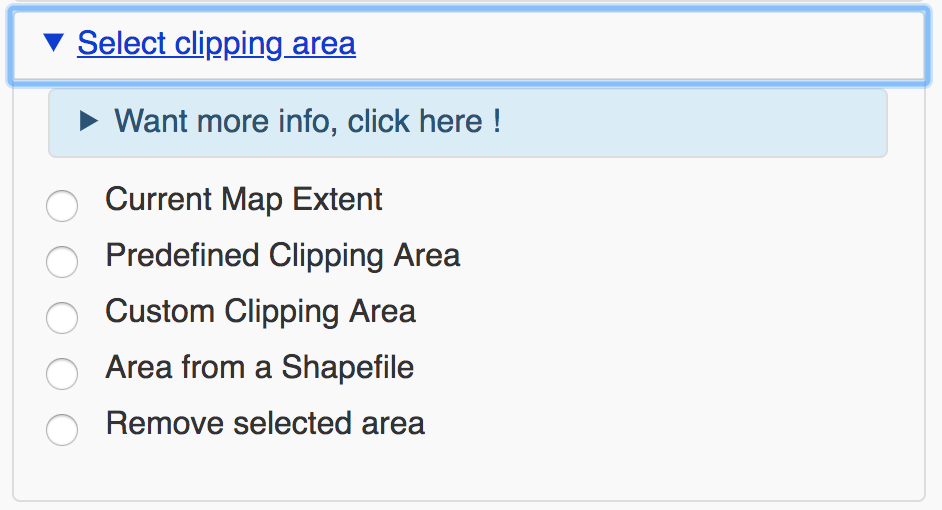 Select clipping area
Want more info, click here !
Current Map Extent
Predefined Clipping Area
Custom Clipping Area
Area from a Shapefile
Remove selected area